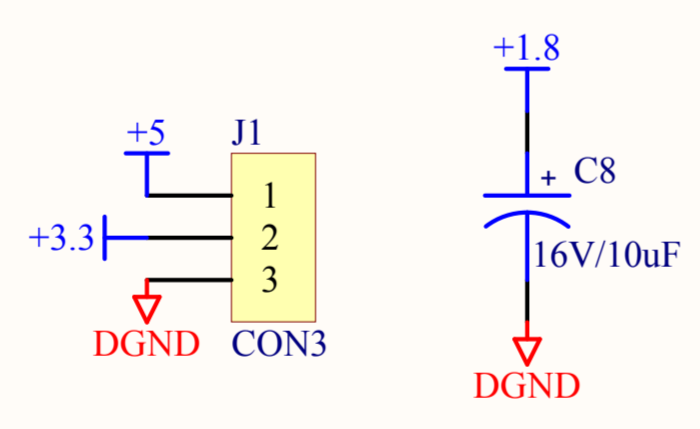 +1.8
+5
J1
+
C8
1
+3.3
2
16V/10uF
3
DGND
CON3
DGND